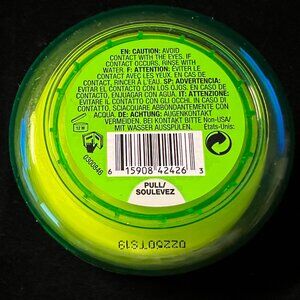 EN: CAUTION: AVOID
CONTACT WITH THE EYES. IF
CONTACT OCCURS, RINSE WITH
WATER. F: ATTENTION: ÉVITER LE
CONTACT AVEC LES YEUX. EN CAS DE
CONTACT, RINCER À L'EAU. SP: ADVERTENCIA:
EVITAR EL CONTACTO CON LOS OJOS. EN CASO DE
CONTACTO, ENJUAGAR CON AGUA. IT: ATTENZIONE:
EVITARE IL CONTATTO CON GLI OCCHI. IN CASO DI
CONTATTO, SCIACQUARE ABBONDANTEMENTE CON
ACQUA. DE: ACHTUNG: AUGENKONTAKT
VERMEIDEN. BEI KONTAKT BITTE
MIT WASSER AUSSPÜLEN.
Non-USA/
États-Unis:
12 M
0300848
6 15908 42426 3
PULL/
SOULEVEZ